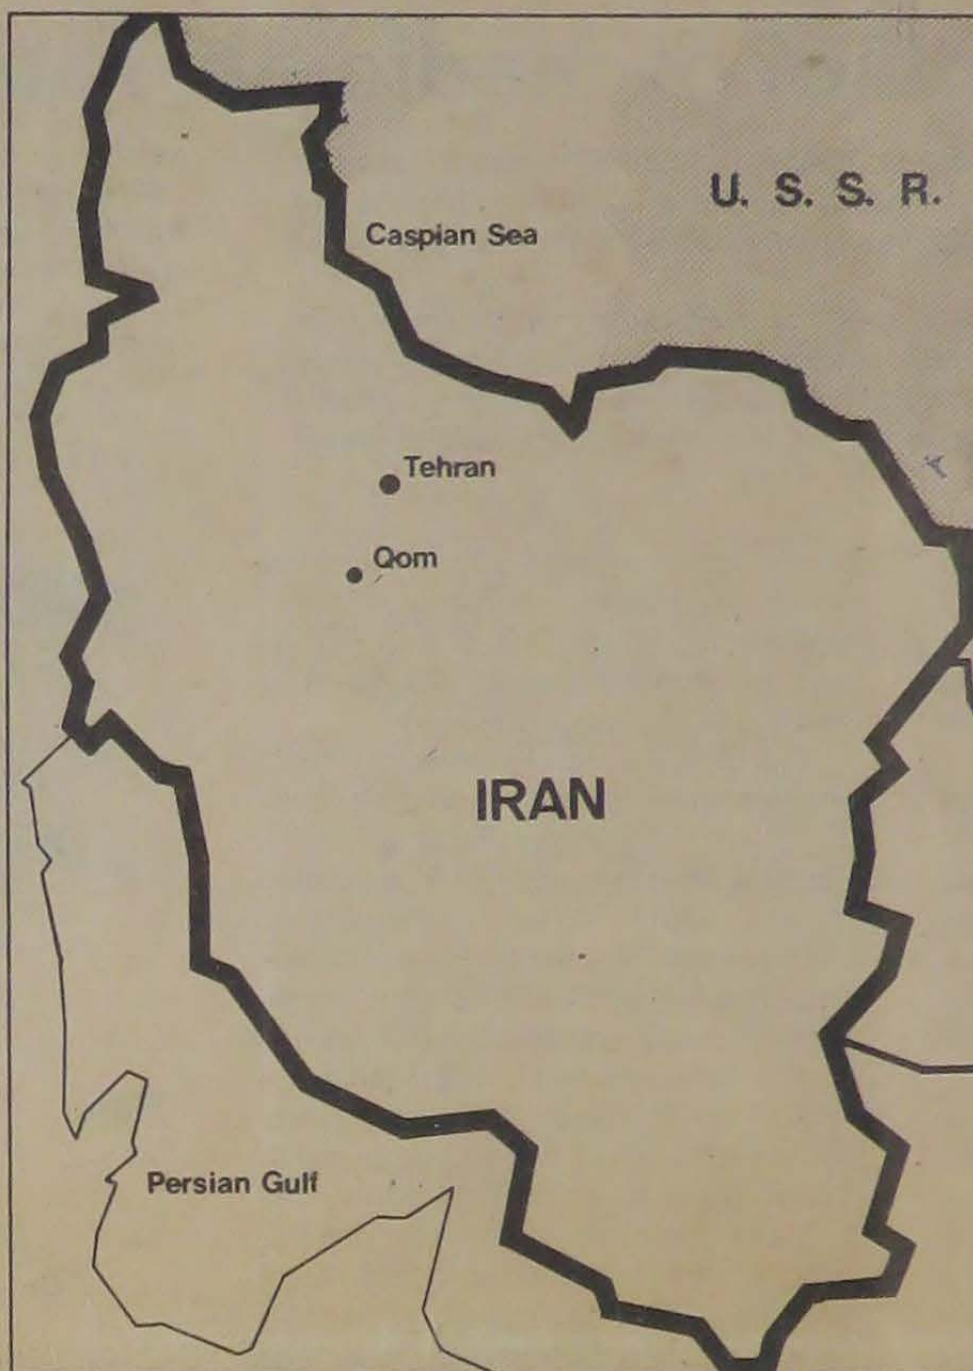 U. S. S. R.
Caspian Sea
Tehran
Qom
IRAN
Persian Gulf